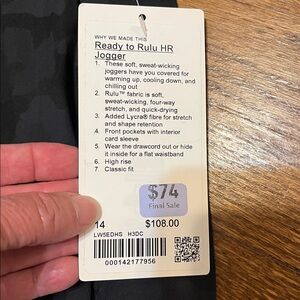 WHY WE MADE THIS
Ready to Rulu HR
Jogger
1. These soft, sweat-wicking
joggers have you covered for
warming up, cooling down, and
chilling out
2. Rulu™ fabric is soft,
sweat-wicking, four-way
stretch, and quick-drying
3. Added Lycra® fibre for stretch
and shape retention
4. Front pockets with interior
card sleeve
5. Wear the drawcord out or hide
it inside for a flat waistband
6. High rise
7. Classic fit
$74
Final Sale
14 $108.00
LW5EDHS H3DC
000142177956